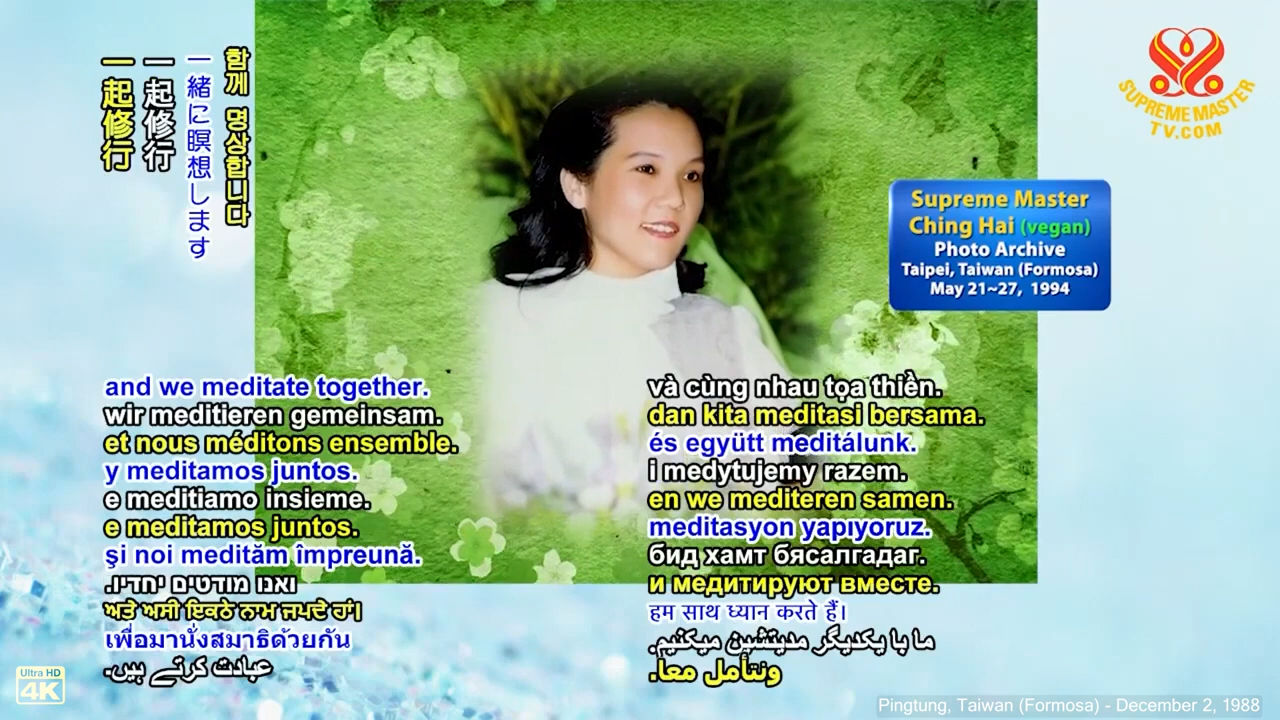 一起修行
一起修行
一緒に瞑想します
함께 명상합니다
SUPREME MASTER
TV.COM
Supreme Master
Ching Hai (vegan)
Photo Archive
Taipei, Taiwan (Formosa)
May 21~27, 1994
and we meditate together.
wir meditieren gemeinsam.
et nous méditons ensemble.
y meditamos juntos.
e meditiamo insieme.
e meditamos juntos.
şi noi medităm împreună.
ואנו מודטים יחדיו.
ਅਤੇ ਅਸੀ ਇਕਠੇ ਨਾਮ ਜਪਦੇ ਹਾਂ।
เพื่อมานั่งสมาธิด้วยกัน
عبادت کرتے ہیں۔
và cùng nhau tọa thiền.
dan kita meditasi bersama.
és együtt meditálunk.
i medytujemy razem.
en we mediteren samen.
meditasyon yapıyoruz.
бид хамт бясалгадаг.
и медитируют вместе.
हम साथ ध्यान करते हैं।
ما با یکدیگر مدیتشین میکنیم.
ونتأمل معاً.
Ultra HD
4K
Pingtung, Taiwan (Formosa) - December 2, 1988